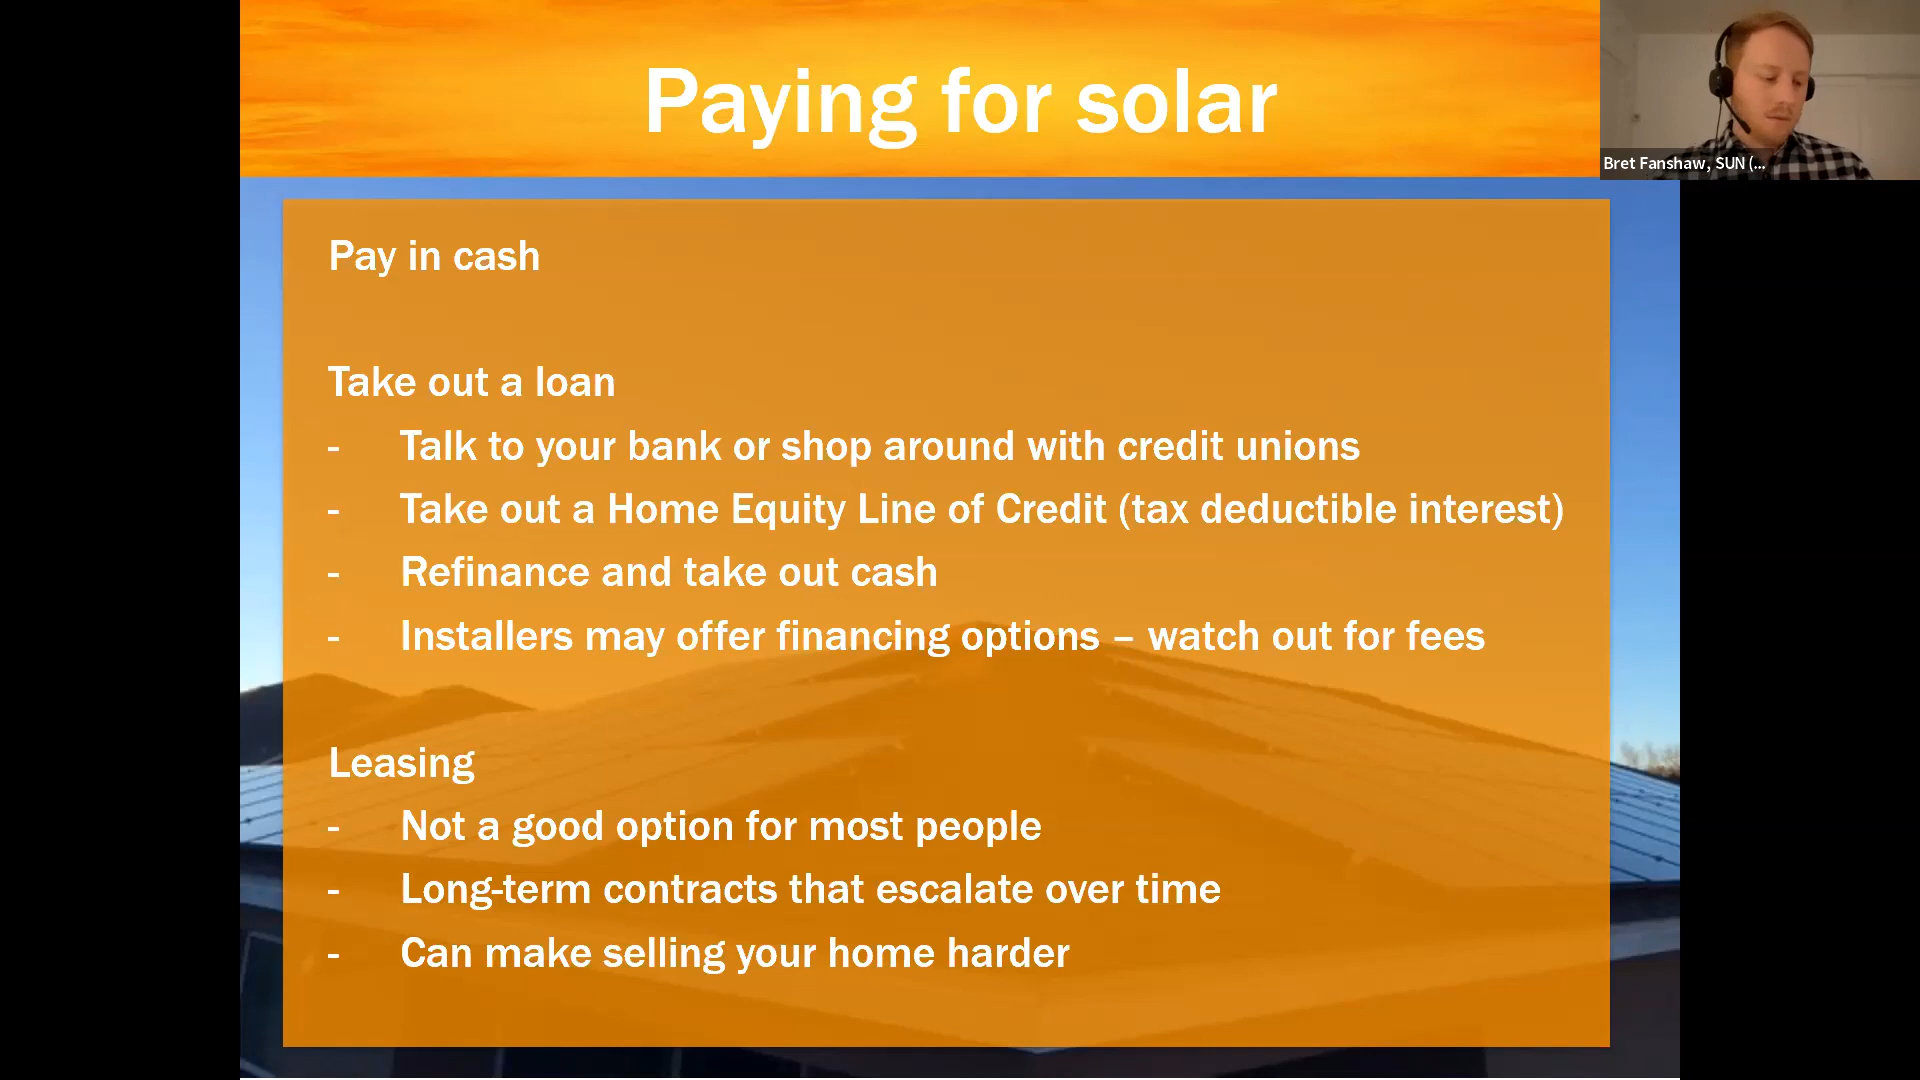 Paying for solar
Bret Fanshaw, SUN (...
Pay in cash
Take out a loan
- Talk to your bank or shop around with credit unions
- Take out a Home Equity Line of Credit (tax deductible interest)
- Refinance and take out cash
- Installers may offer financing options – watch out for fees
Leasing
- Not a good option for most people
- Long-term contracts that escalate over time
- Can make selling your home harder